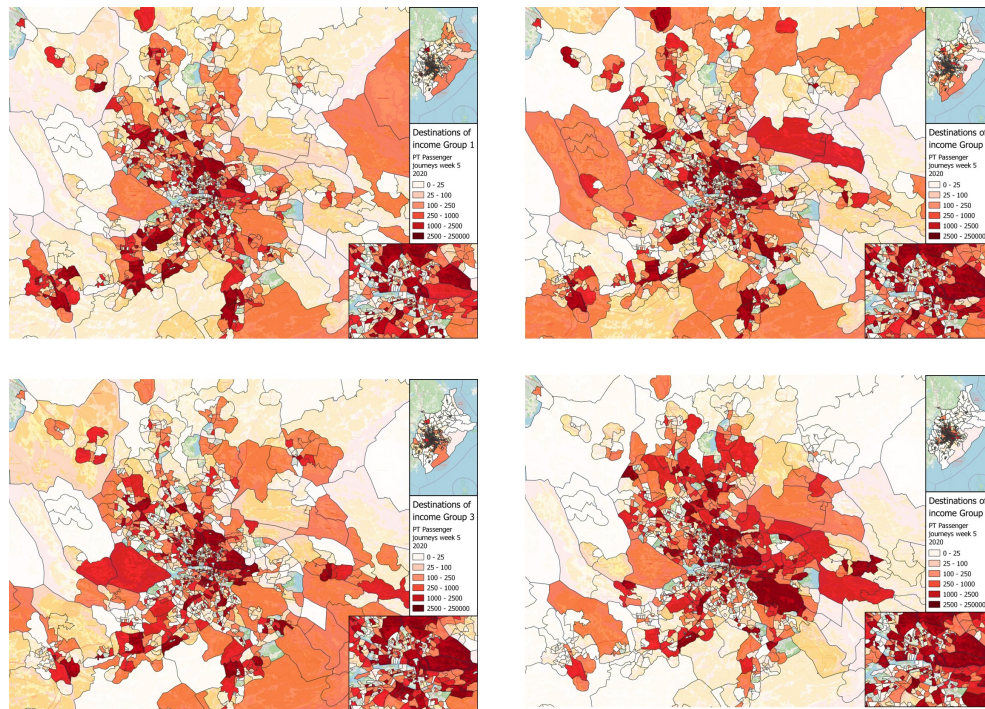 Destinations of
income Group 1
PT Passenger
journeys week 5
2020
0 - 25
25 - 100
100 - 250
250 - 1000
1000 - 2500
2500 - 250000
Destinations of
income Group
PT Passenger
journeys week 5
2020
0 - 25
25 - 100
100 - 250
250 - 1000
1000 - 2500
2500 - 250000
Destinations of
income Group 3
PT Passenger
journeys week 5
2020
0 - 25
25 - 100
100 - 250
250 - 1000
1000 - 2500
2500 - 250000
Destinations of
income Group
PT Passenger
journeys week 5
2020
0 - 25
25 - 100
100 - 250
250 - 1000
1000 - 2500
2500 - 250000